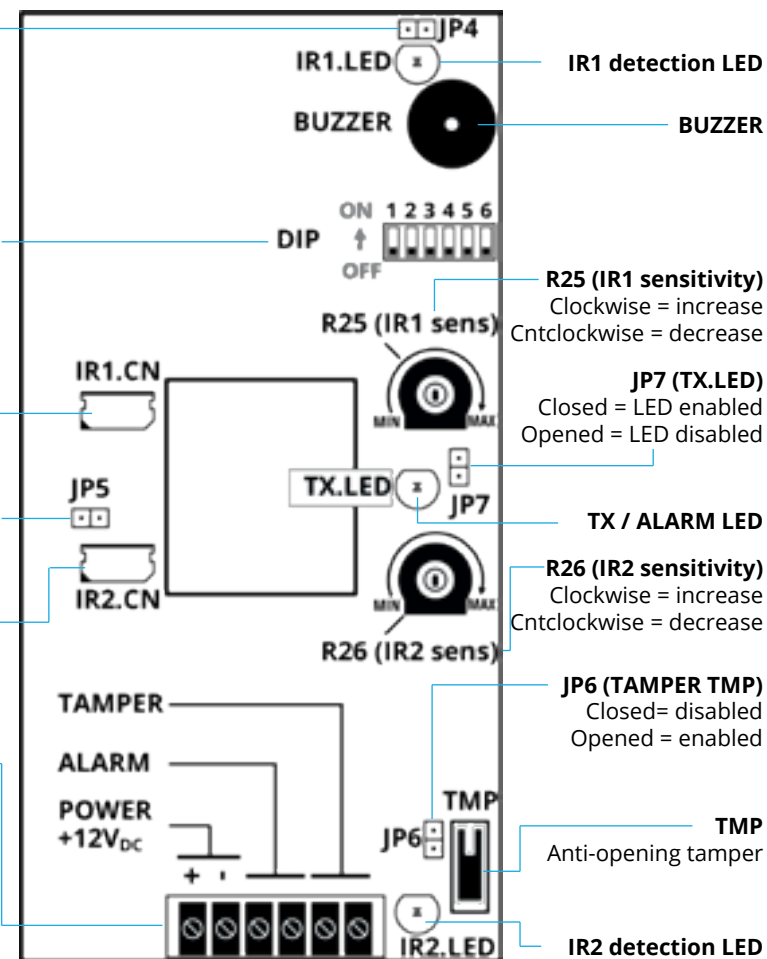 JP4
IR1.LED
IR1 detection LED
BUZZER
BUZZER
ON 1 2 3 4 5 6
DIP
OFF
R25 (IR1 sensitivity)
Clockwise = increase
Cntclockwise = decrease
R25 (IR1 sens)
MIN MAX
IR1.CN
JP7 (TX.LED)
Closed = LED enabled
Opened = LED disabled
TX.LED
JP7
JP5
TX / ALARM LED
IR2.CN
R26 (IR2 sensitivity)
Clockwise = increase
Cntclockwise = decrease
MIN MAX
R26 (IR2 sens)
JP6 (TAMPER TMP)
Closed= disabled
Opened = enabled
TAMPER
ALARM
POWER
+12VDC
+ -
TMP
JP6
TMP
Anti-opening tamper
IR2.LED
IR2 detection LED